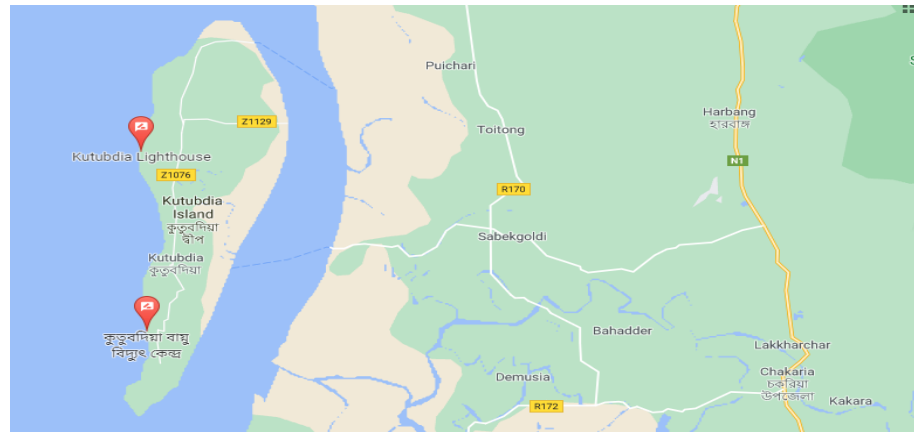 Puichari
Harbang
হারবাঙ্গ
Z1129
Toitong
Kutubdia Lighthouse
N1
Z1076
R170
Kutubdia
Island
কুতুবদিয়া
দ্বীপ
Sabekgoldi
Kutubdia
কুতুবদিয়া
কুতুবদিয়া বায়ু
বিদ্যুৎ কেন্দ্র
Bahadder
Lakkharchar
Demusia
Chakaria
চকরিয়া
উপজেলা
Kakara
R172
S